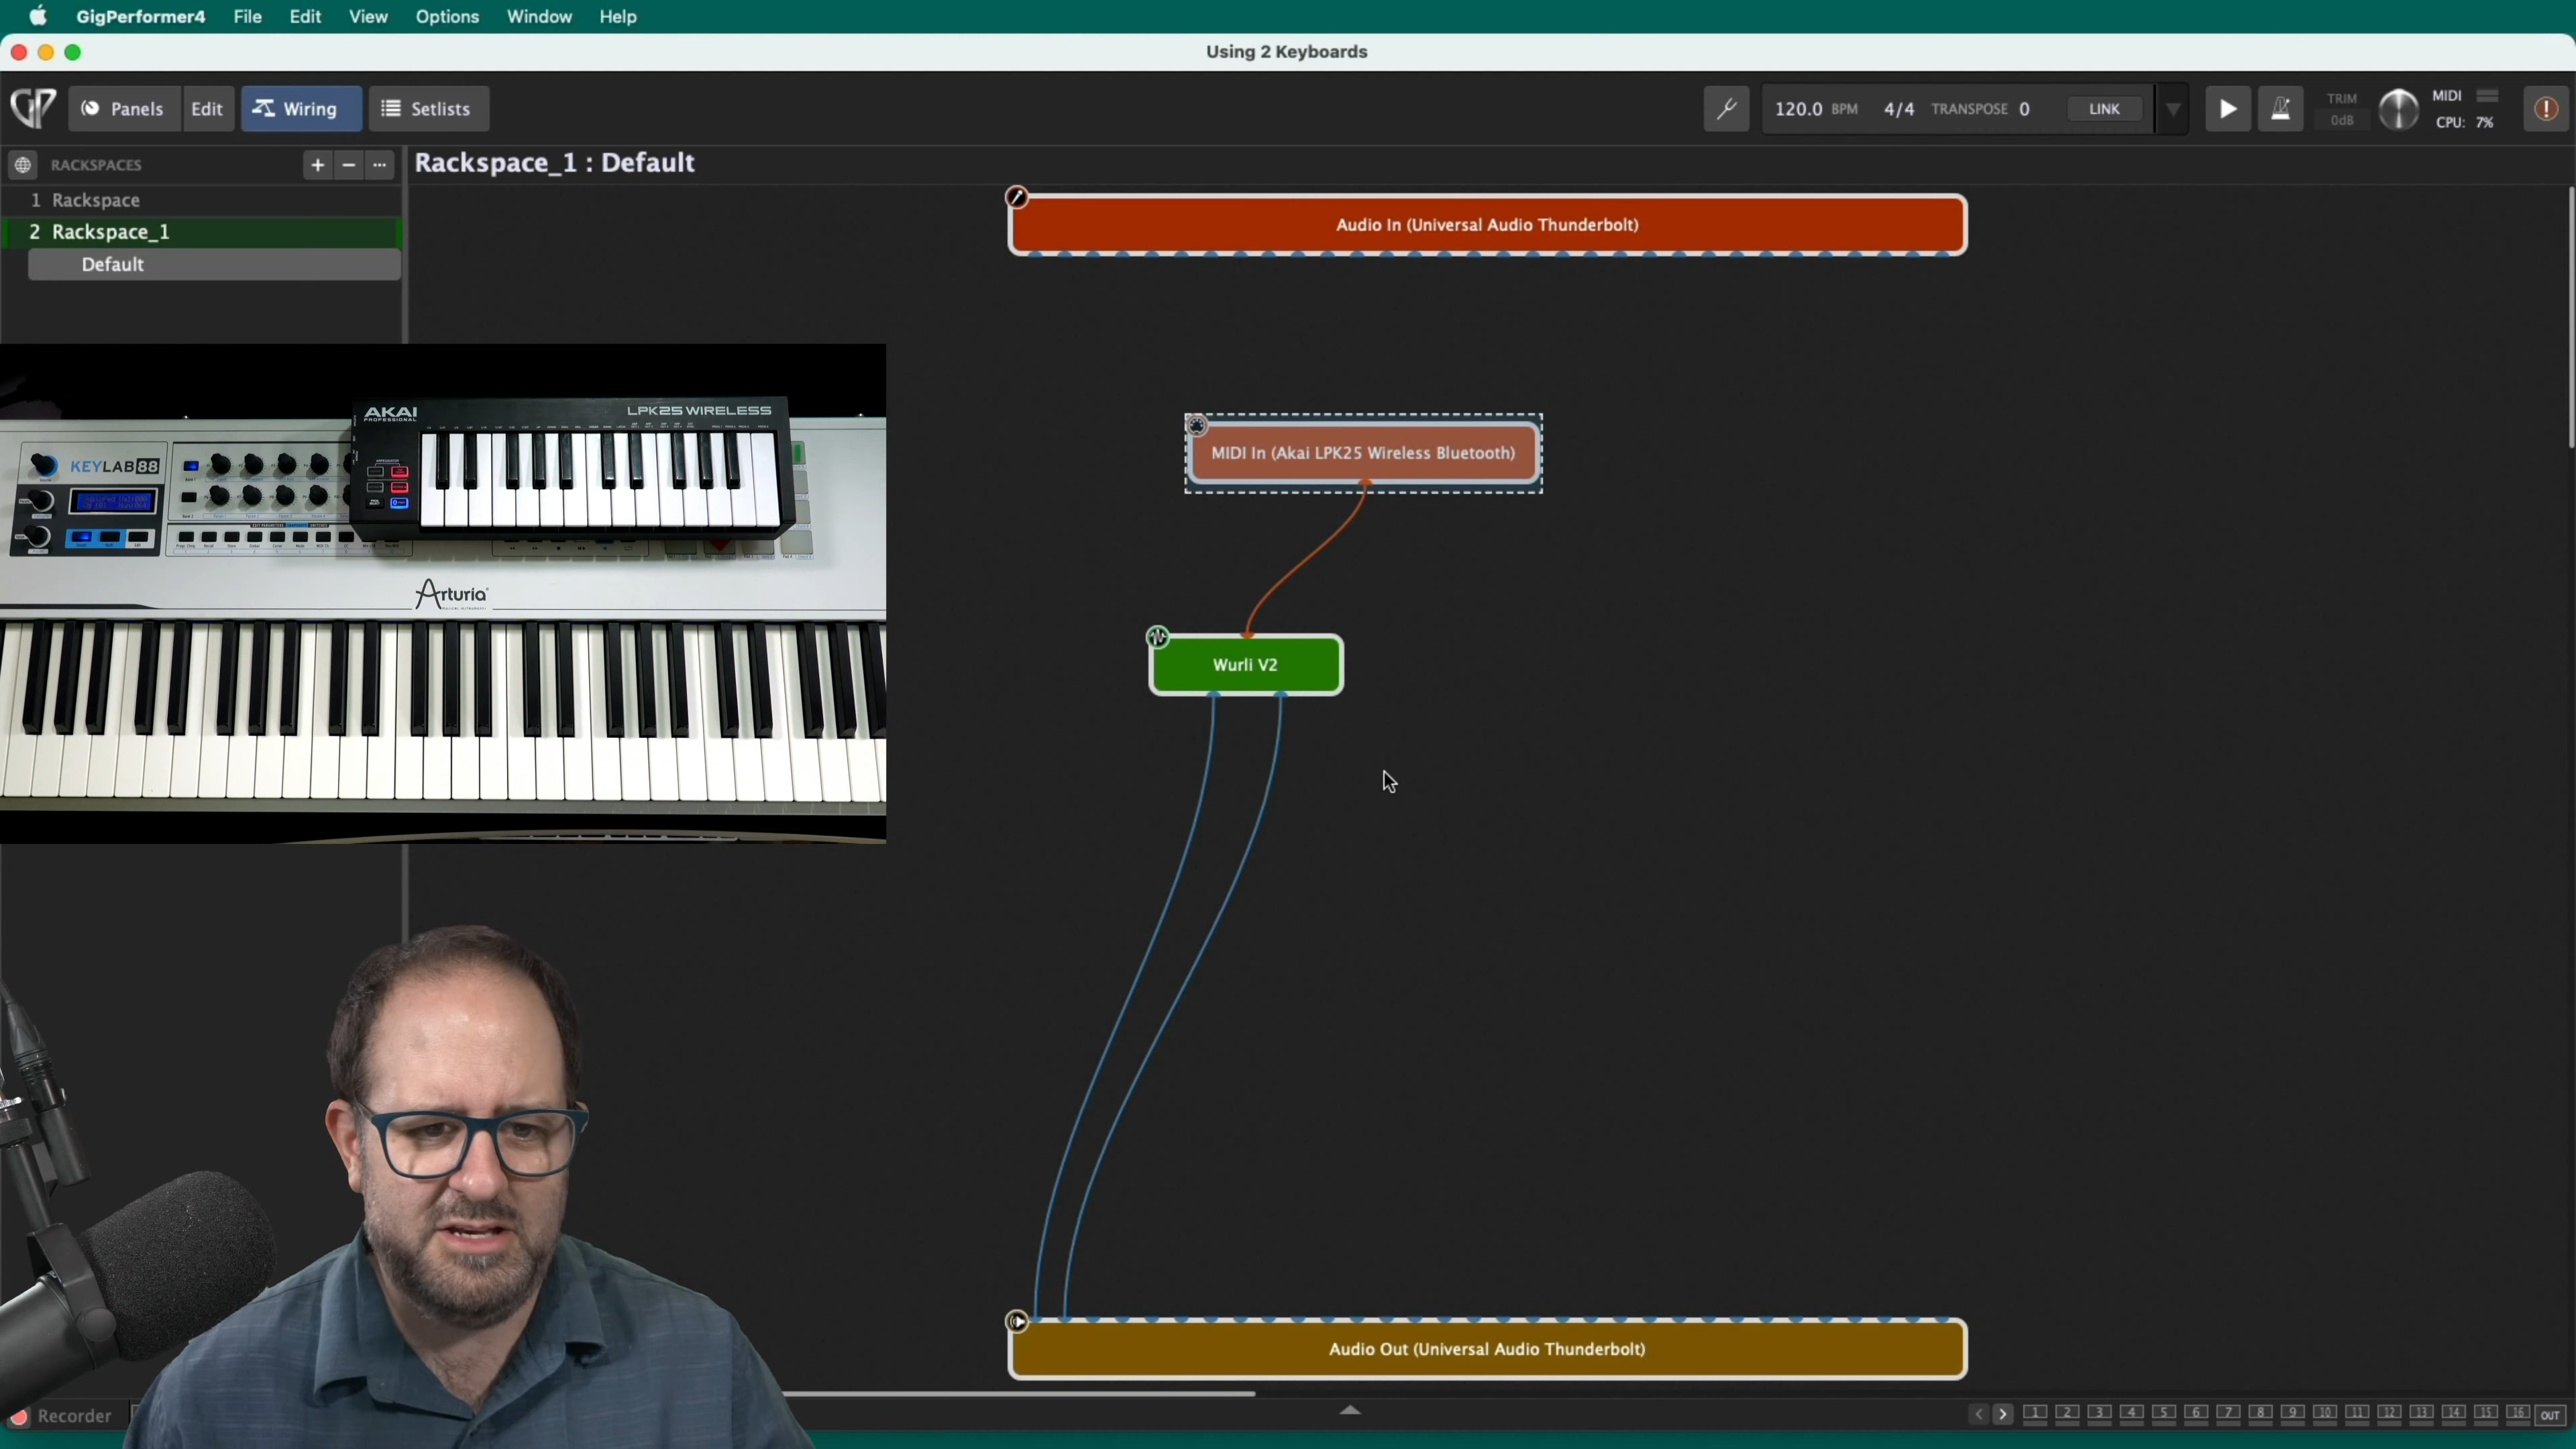 GigPerformer4 File Edit View Options Window Help
Using 2 Keyboards
Panels Edit Wiring Setlists
120.0 BPM 4/4 TRANSPOSE 0 LINK
TRIM 0dB
MIDI
CPU: 7%
RACKSPACES + − ...
Rackspace_1 : Default
1 Rackspace
2 Rackspace_1
Default
Audio In (Universal Audio Thunderbolt)
AKAI
PROFESSIONAL
LPK25 WIRELESS
KEYLAB 88
Arturia
MIDI In (Akai LPK25 Wireless Bluetooth)
Wurli V2
Audio Out (Universal Audio Thunderbolt)
Recorder
< > 1 2 3 4 5 6 7 8 9 10 11 12 13 14 15 16 OUT